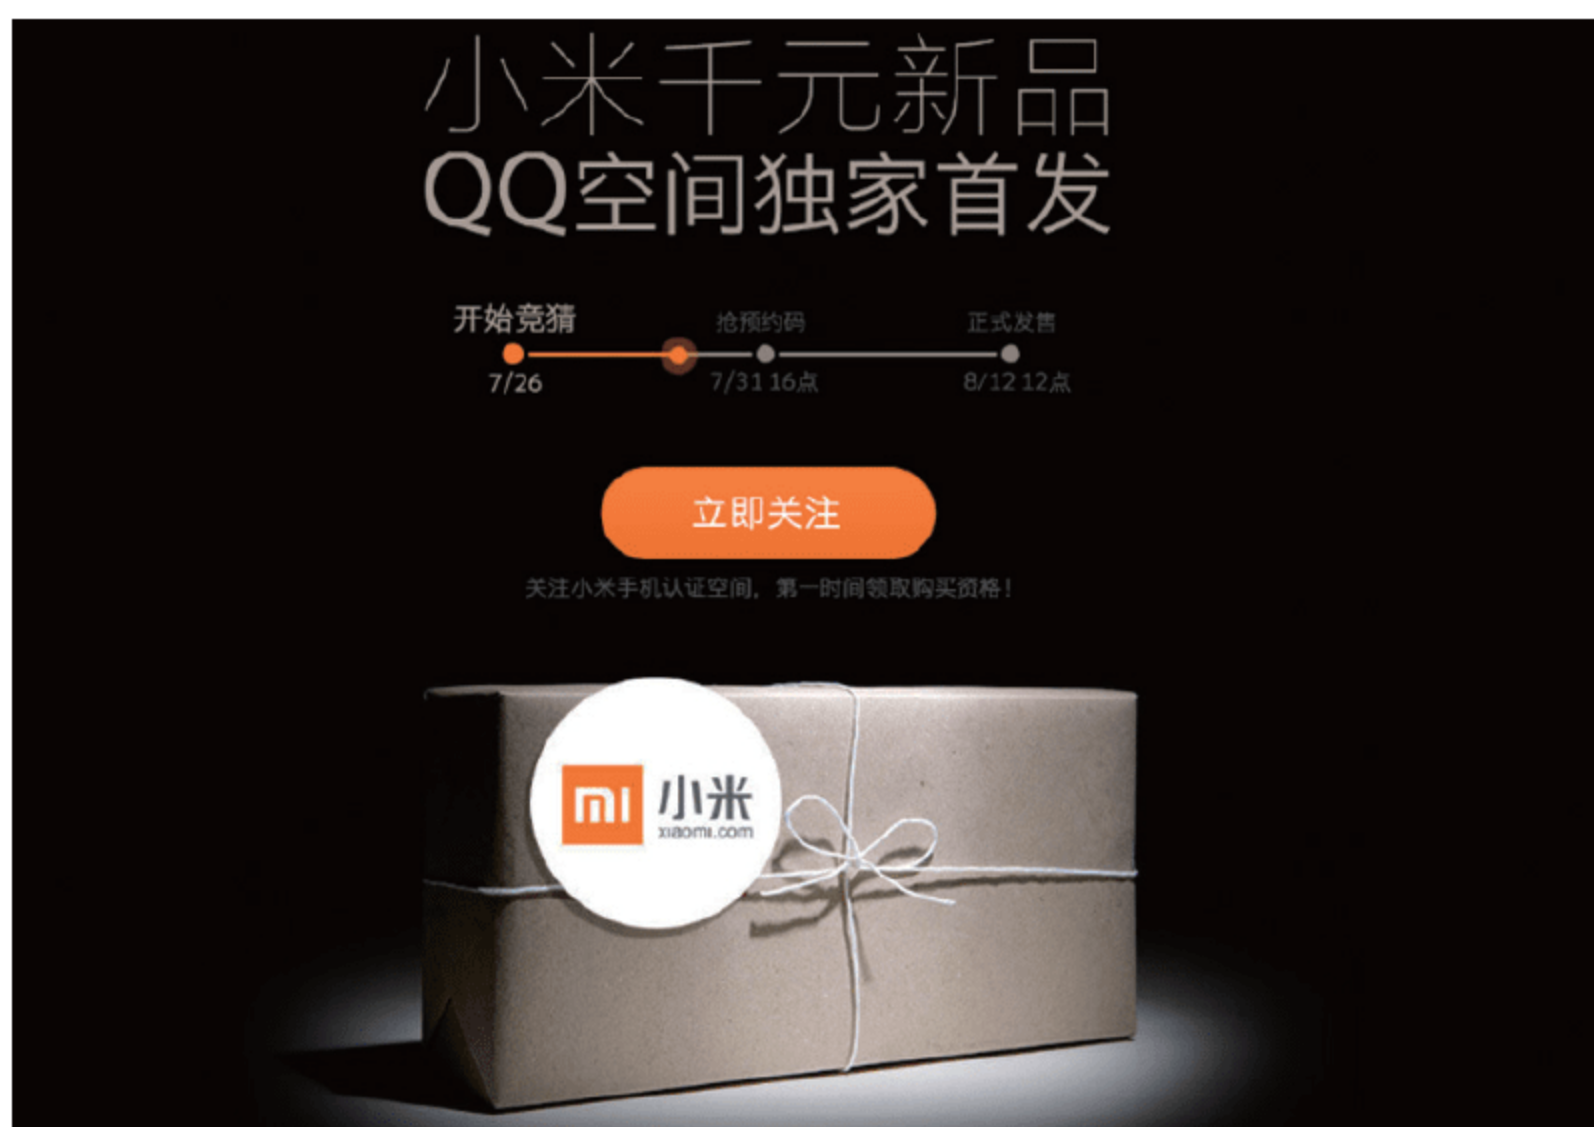 小米千元新品
QQ空间独家首发
开始竞猜 抢预约码 正式发售
7/26 7/31 16点 8/12 12点
立即关注
关注小米手机认证空间，第一时间领取购买资格！
mi 小米
xiaomi.com